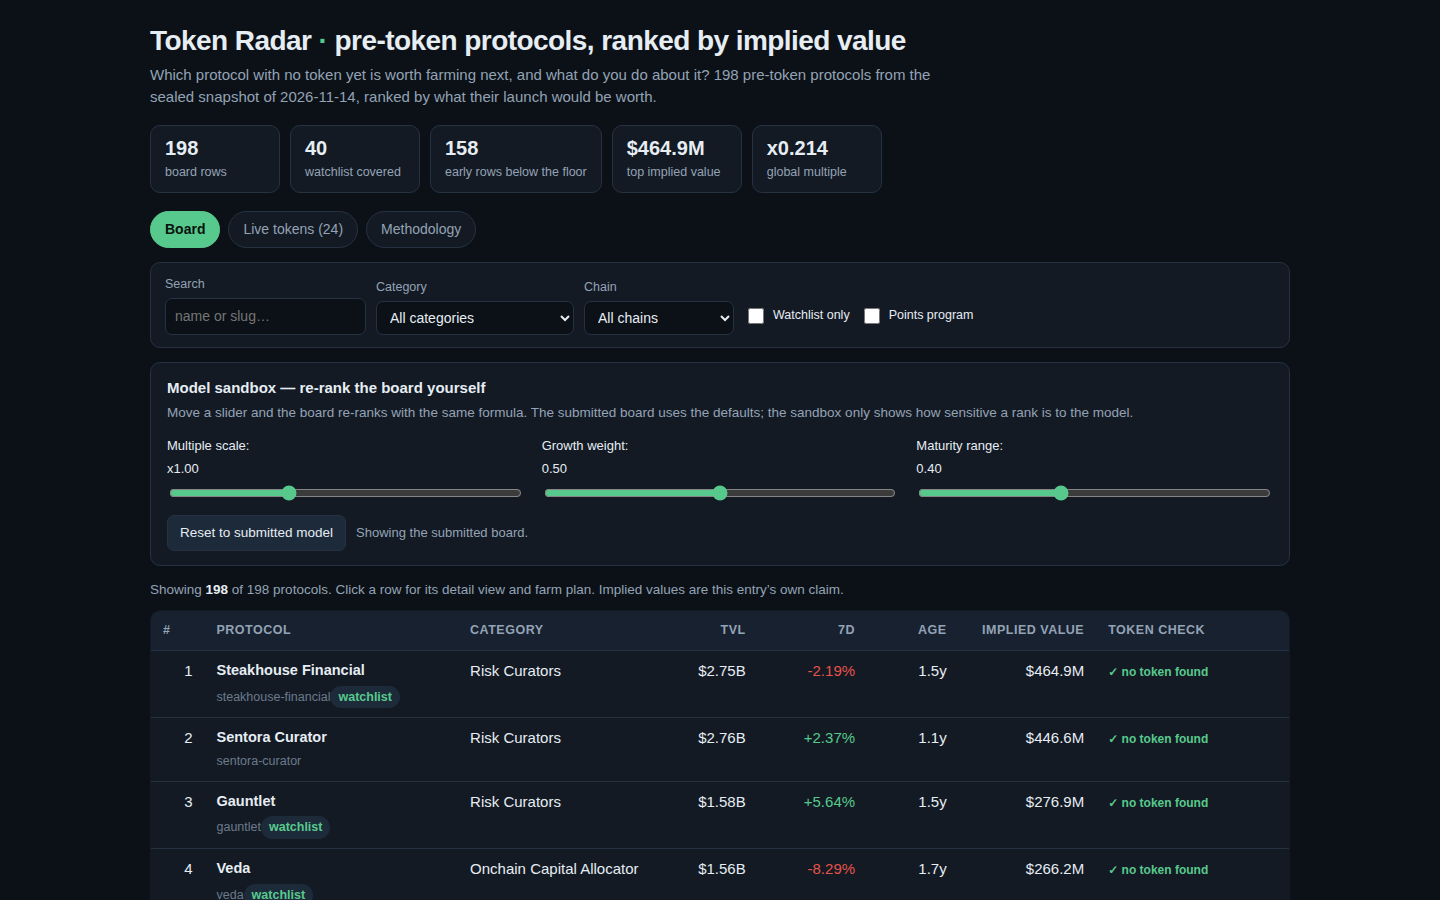 Token Radar · pre-token protocols, ranked by implied value
Which protocol with no token yet is worth farming next, and what do you do about it? 198 pre-token protocols from the
sealed snapshot of 2026-11-14, ranked by what their launch would be worth.
198
board rows
40
watchlist covered
158
early rows below the floor
$464.9M
top implied value
x0.214
global multiple
Board
Live tokens (24)
Methodology
Search
name or slug…
Category
All categories
Chain
All chains
Watchlist only
Points program
Model sandbox — re-rank the board yourself
Move a slider and the board re-ranks with the same formula. The submitted board uses the defaults; the sandbox only shows how sensitive a rank is to the model.
Multiple scale:
x1.00
Growth weight:
0.50
Maturity range:
0.40
Reset to submitted model
Showing the submitted board.
Showing 198 of 198 protocols. Click a row for its detail view and farm plan. Implied values are this entry's own claim.
# PROTOCOL CATEGORY TVL 7D AGE IMPLIED VALUE TOKEN CHECK
1 Steakhouse Financial Risk Curators $2.75B -2.19% 1.5y $464.9M ✓ no token found
steakhouse-financial watchlist
2 Sentora Curator Risk Curators $2.76B +2.37% 1.1y $446.6M ✓ no token found
sentora-curator
3 Gauntlet Risk Curators $1.58B +5.64% 1.5y $276.9M ✓ no token found
gauntlet watchlist
4 Veda Onchain Capital Allocator $1.56B -8.29% 1.7y $266.2M ✓ no token found
veda watchlist